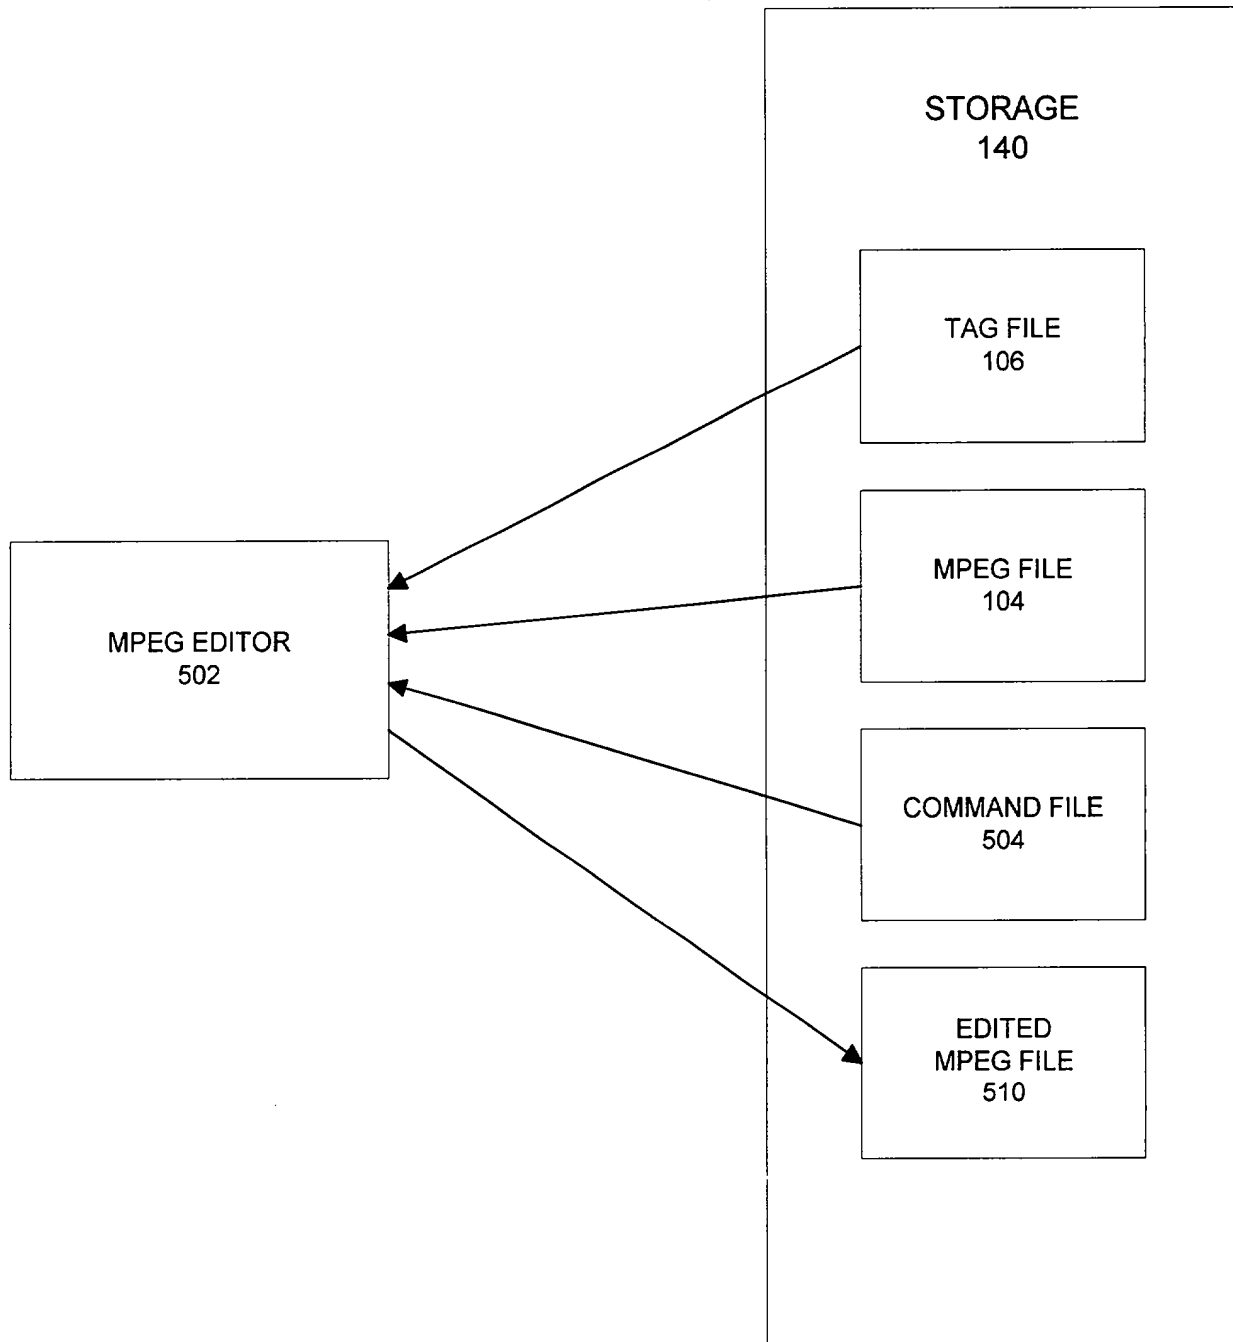 STORAGE
140
TAG FILE
106
MPEG FILE
104
MPEG EDITOR
502
COMMAND FILE
504
EDITED
MPEG FILE
510